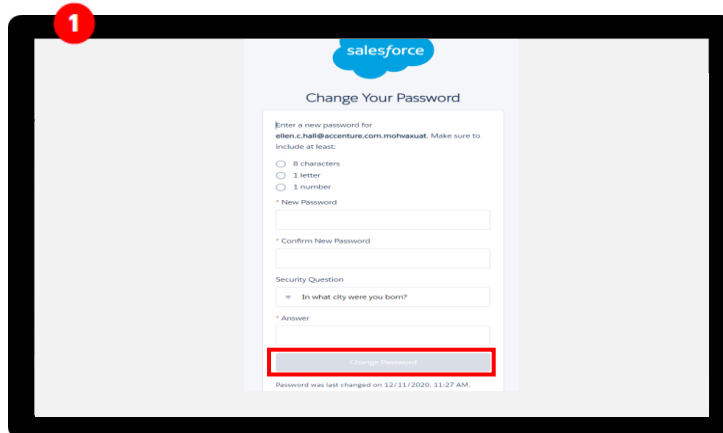 1
salesforce
Change Your Password
Enter a new password for
ellen.c.hall@accenture.com.mohvaxuat. Make sure to
include at least:
8 characters
1 letter
1 number
* New Password
* Confirm New Password
Security Question
In what city were you born?
* Answer
Change Password
Password was last changed on 12/11/2020, 11:27 AM.